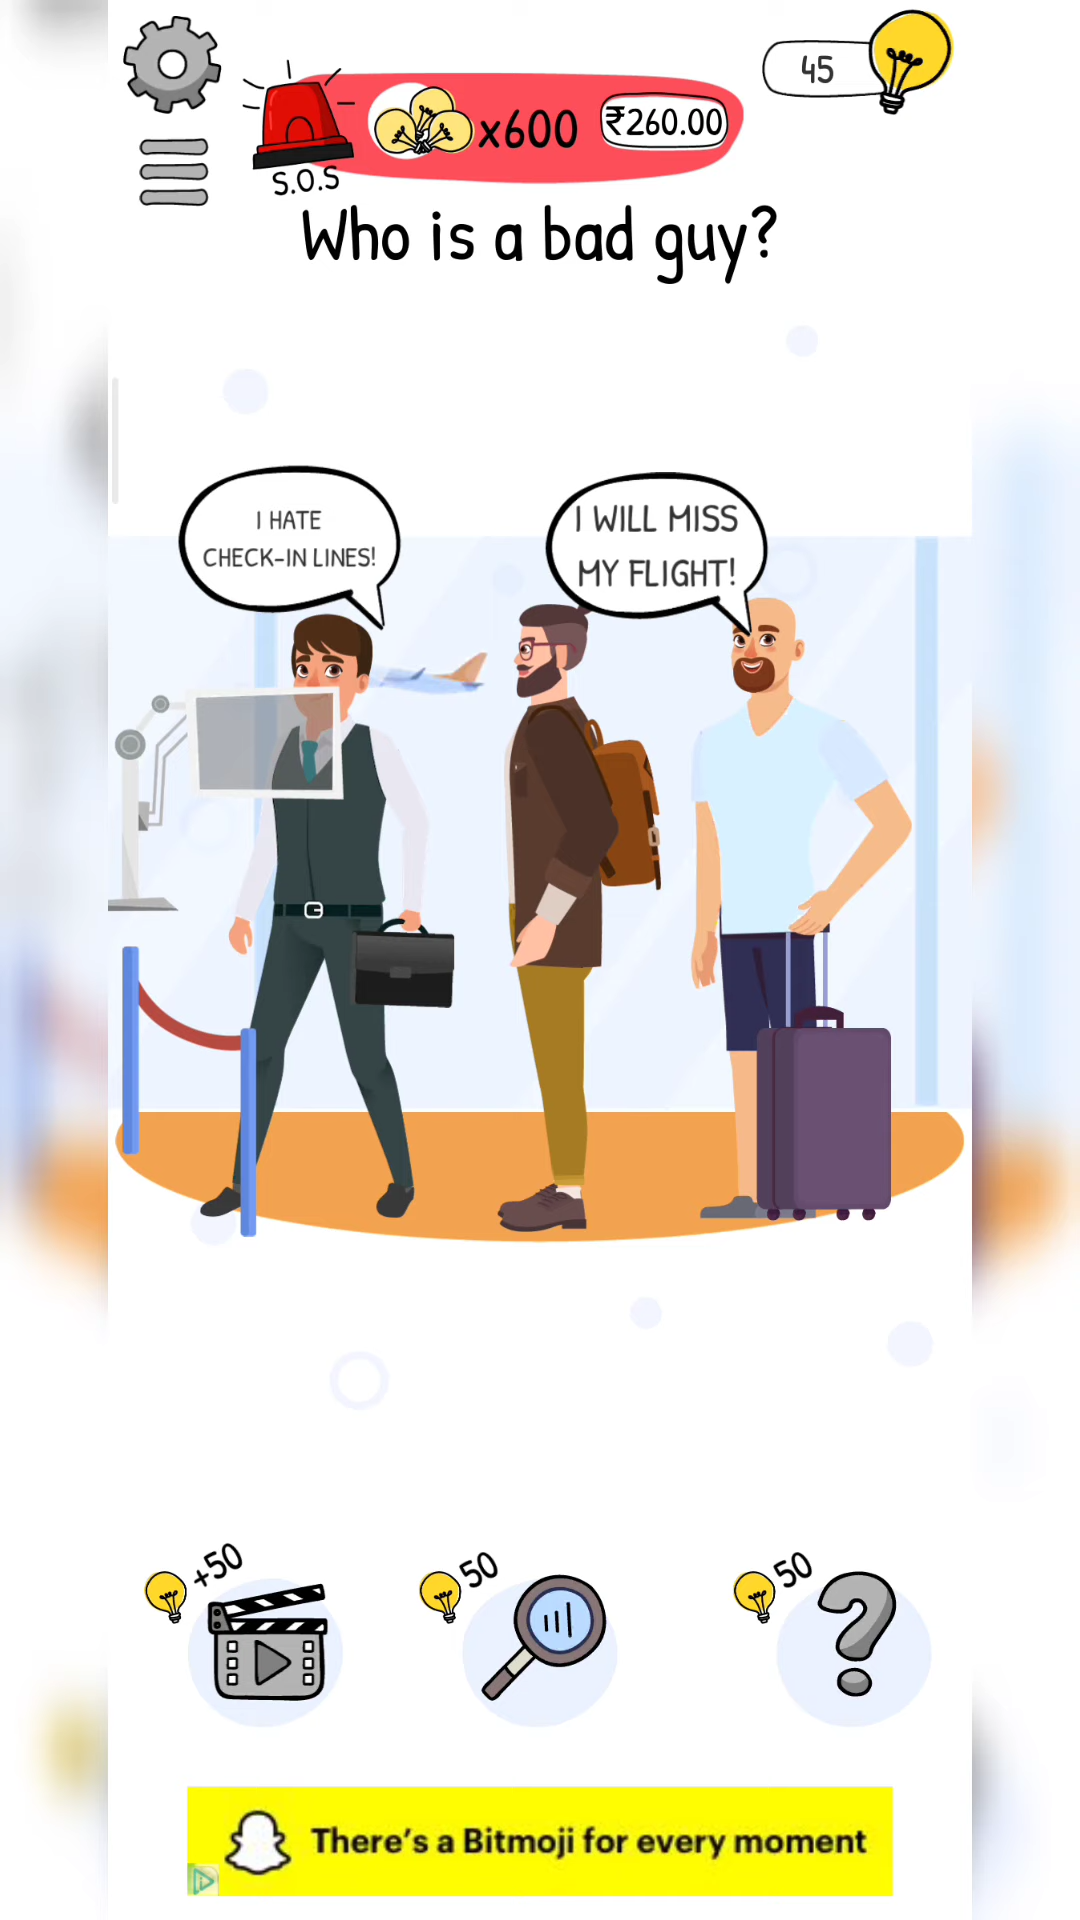 45
x600
₹260.00
S.O.S
Who is a bad guy?
I HATE
CHECK-IN LINES!
I WILL MISS
MY FLIGHT!
+50
50
50
There's a Bitmoji for every moment